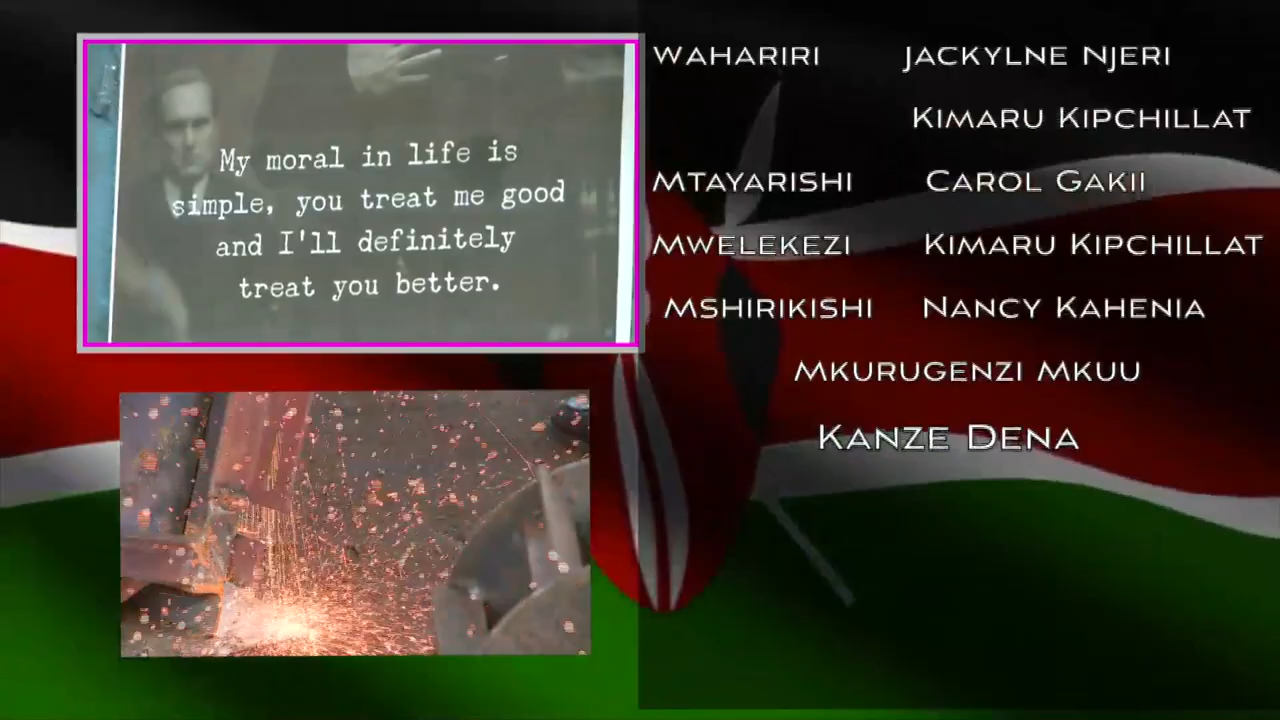 My moral in life is
simple, you treat me good
and I'll definitely
treat you better.
WAHARIRI JACKYLNE NJERI
KIMARU KIPCHILLAT
MTAYARISHI CAROL GAKII
MWELEKEZI KIMARU KIPCHILLAT
MSHIRIKISHI NANCY KAHENIA
MKURUGENZI MKUU
KANZE DENA